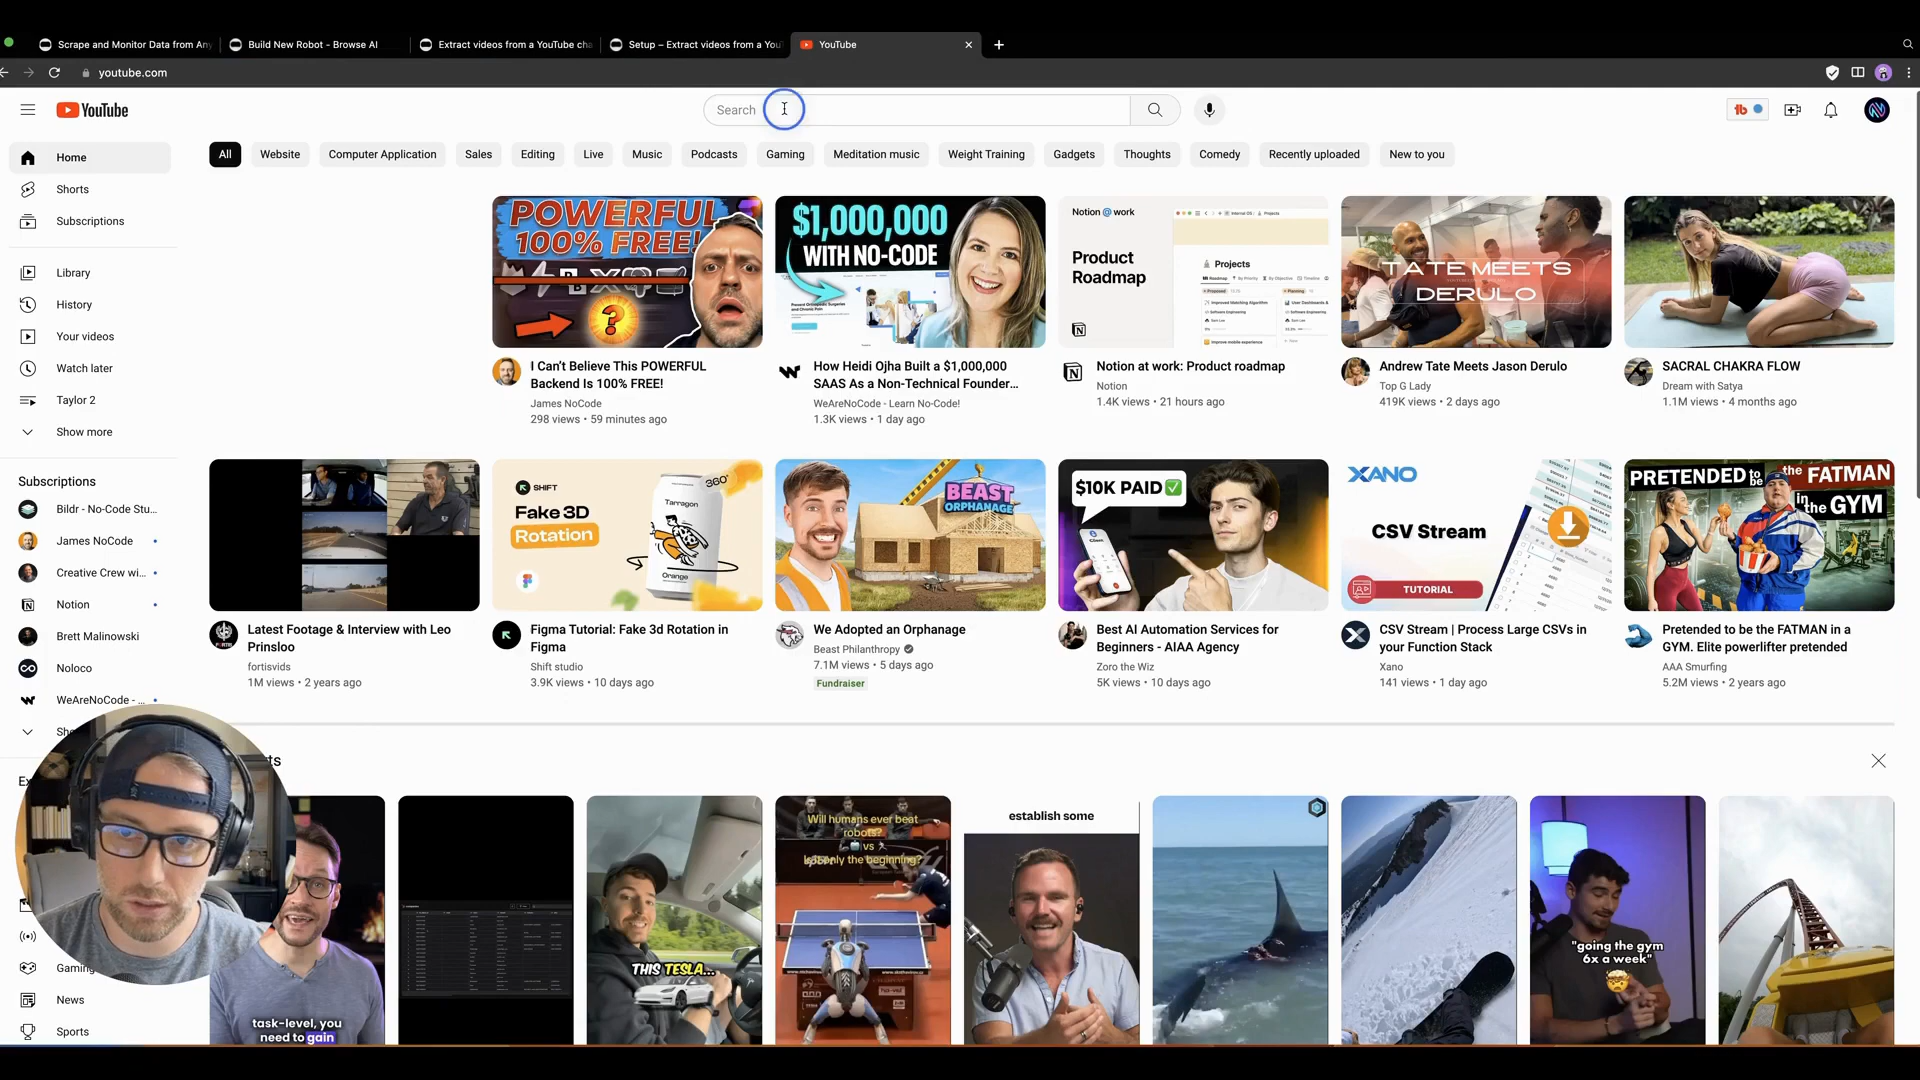 Scrape and Monitor Data from Any
Build New Robot - Browse AI
Extract videos from a YouTube cha
Setup – Extract videos from a You
YouTube
youtube.com
YouTube
Search
All
Website
Computer Application
Sales
Editing
Live
Music
Podcasts
Gaming
Meditation music
Weight Training
Gadgets
Thoughts
Comedy
Recently uploaded
New to you
Home
Shorts
Subscriptions
Library
History
Your videos
Watch later
Taylor 2
Show more
Subscriptions
Bildr - No-Code Stu...
James NoCode
Creative Crew wi...
Notion
Brett Malinowski
Noloco
WeAreNoCode - ...
Gaming
News
Sports
POWERFUL
100% FREE!
?
I Can't Believe This POWERFUL
Backend Is 100% FREE!
James NoCode
298 views • 59 minutes ago
$1,000,000
WITH NO-CODE
How Heidi Ojha Built a $1,000,000
SAAS As a Non-Technical Founder...
WeAreNoCode - Learn No-Code!
1.3K views • 1 day ago
Notion @ work
Product
Roadmap
Projects
Notion at work: Product roadmap
Notion
1.4K views • 21 hours ago
TATE MEETS
DERULO
Andrew Tate Meets Jason Derulo
Top G Lady
419K views • 2 days ago
SACRAL CHAKRA FLOW
Dream with Satya
1.1M views • 4 months ago
Latest Footage & Interview with Leo
Prinsloo
fortisvids
1M views • 2 years ago
SHIFT
Fake 3D
Rotation
360°
Tarragon
Orange
Figma Tutorial: Fake 3d Rotation in
Figma
Shift studio
3.9K views • 10 days ago
BEAST
ORPHANAGE
We Adopted an Orphanage
Beast Philanthropy
7.1M views • 5 days ago
Fundraiser
$10K PAID
Best AI Automation Services for
Beginners - AIAA Agency
Zoro the Wiz
5K views • 10 days ago
XANO
CSV Stream
TUTORIAL
CSV Stream | Process Large CSVs in
your Function Stack
Xano
141 views • 1 day ago
PRETENDED to be the FATMAN
in the GYM
Pretended to be the FATMAN in a
GYM. Elite powerlifter pretended
AAA Smurfing
5.2M views • 2 years ago
task-level, you
need to gain
THIS TESLA...
Will humans ever beat
robots?
vs
only the beginning?
establish some
"going the gym
6x a week"